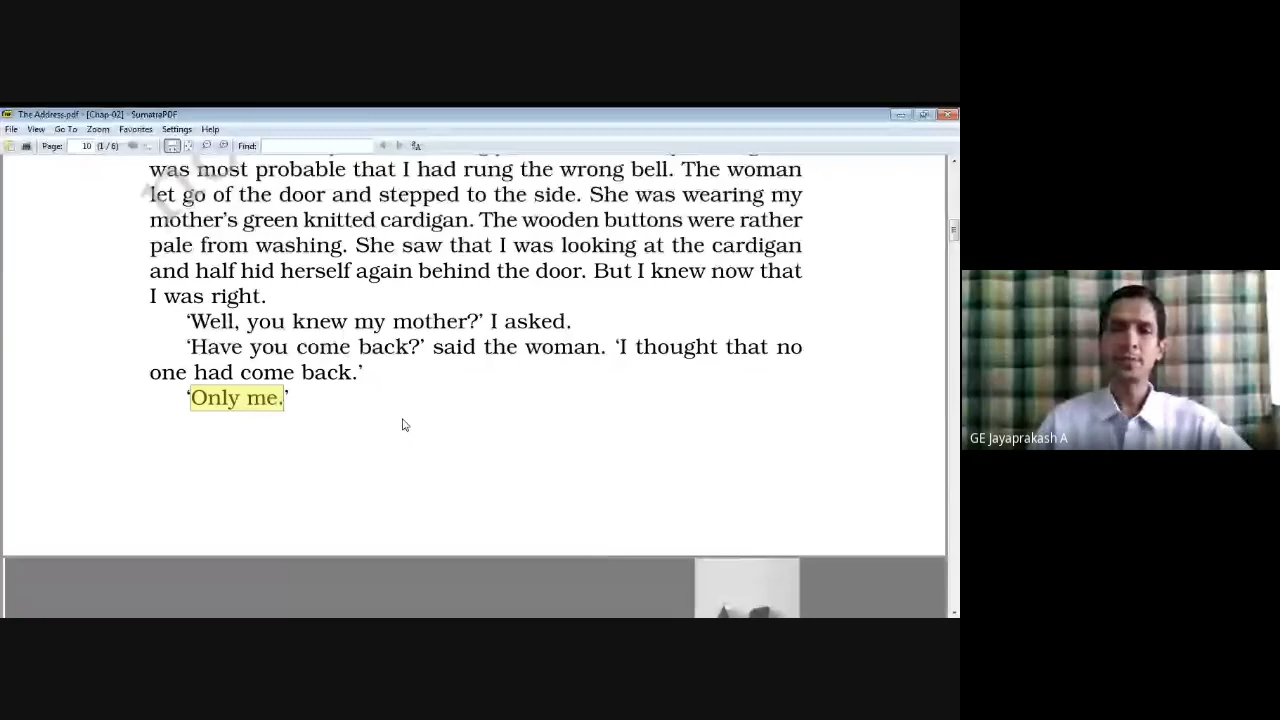 The Address.pdf - [Chap-02] - SumatraPDF
File View Go To Zoom Favorites Settings Help
Page: 10 (1 / 6) Find:
was most probable that I had rung the wrong bell. The woman
let go of the door and stepped to the side. She was wearing my
mother’s green knitted cardigan. The wooden buttons were rather
pale from washing. She saw that I was looking at the cardigan
and half hid herself again behind the door. But I knew now that
I was right.
‘Well, you knew my mother?’ I asked.
‘Have you come back?’ said the woman. ‘I thought that no
one had come back.’
‘Only me.’
GE Jayaprakash A